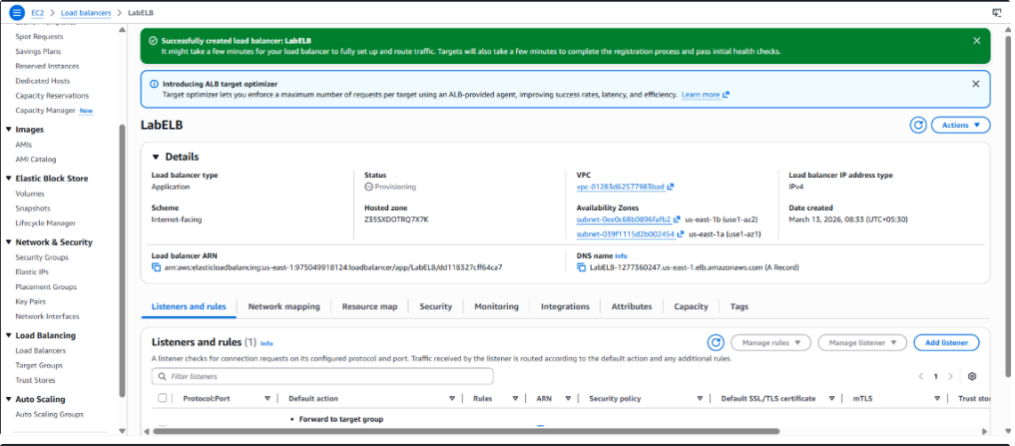 EC2 > Load balancers > LabELB
Spot Requests
Savings Plans
Reserved Instances
Dedicated Hosts
Capacity Reservations
Capacity Manager New
Images
AMIs
AMI Catalog
Elastic Block Store
Volumes
Snapshots
Lifecycle Manager
Network & Security
Security Groups
Elastic IPs
Placement Groups
Key Pairs
Network Interfaces
Load Balancing
Load Balancers
Target Groups
Trust Stores
Auto Scaling
Auto Scaling Groups
Successfully created load balancer: LabELB
It might take a few minutes for your load balancer to fully set up and route traffic. Targets will also take a few minutes to complete the registration process and pass initial health checks.
Introducing ALB target optimizer
Target optimizer lets you enforce a maximum number of requests per target using an ALB-provided agent, improving success rates, latency, and efficiency. Learn more
LabELB
Actions
Details
Load balancer type
Application
Status
Provisioning
VPC
vpc-01283d62577983bad
Load balancer IP address type
IPv4
Scheme
Internet-facing
Hosted zone
Z35SXDOTRQ7X7K
Availability Zones
subnet-0ee0c68b0896fafb2 us-east-1b (use1-az2)
subnet-039f1115d2b002454 us-east-1a (use1-az1)
Date created
March 13, 2026, 08:33 (UTC+05:30)
Load balancer ARN
arn:aws:elasticloadbalancing:us-east-1:975049918124:loadbalancer/app/LabELB/dd118327cff64ca7
DNS name Info
LabELB-1277360247.us-east-1.elb.amazonaws.com (A Record)
Listeners and rules Network mapping Resource map Security Monitoring Integrations Attributes Capacity Tags
Listeners and rules (1) Info
Manage rules Manage listener Add listener
A listener checks for connection requests on its configured protocol and port. Traffic received by the listener is routed according to the default action and any additional rules.
Filter listeners
1
Protocol:Port Default action Rules ARN Security policy Default SSL/TLS certificate mTLS Trust sto
• Forward to target group